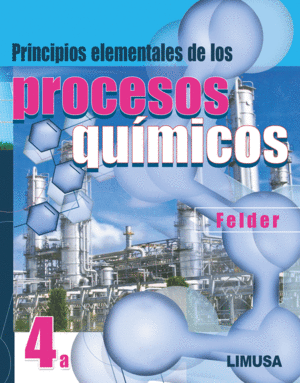 Principios elementales de los
procesos
químicos
Felder
4a
LIMUSA